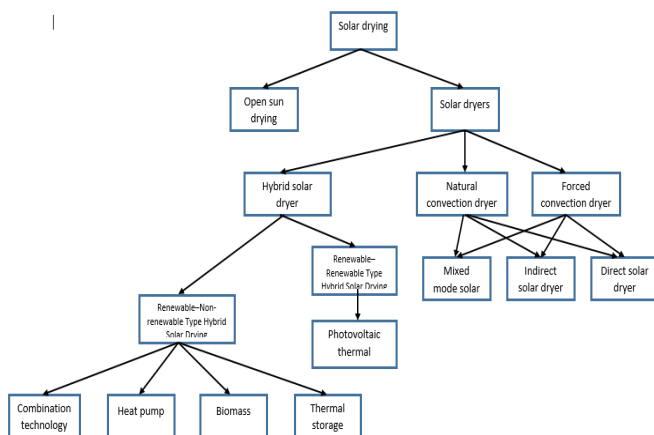 Solar drying
Open sun
drying
Solar dryers
Hybrid solar
dryer
Natural
convection dryer
Forced
convection dryer
Renewable–
Renewable Type
Hybrid Solar Drying
Mixed
mode solar
Indirect
solar dryer
Direct solar
dryer
Renewable–Non-
renewable Type Hybrid
Solar Drying
Photovoltaic
thermal
Combination
technology
Heat pump
Biomass
Thermal
storage